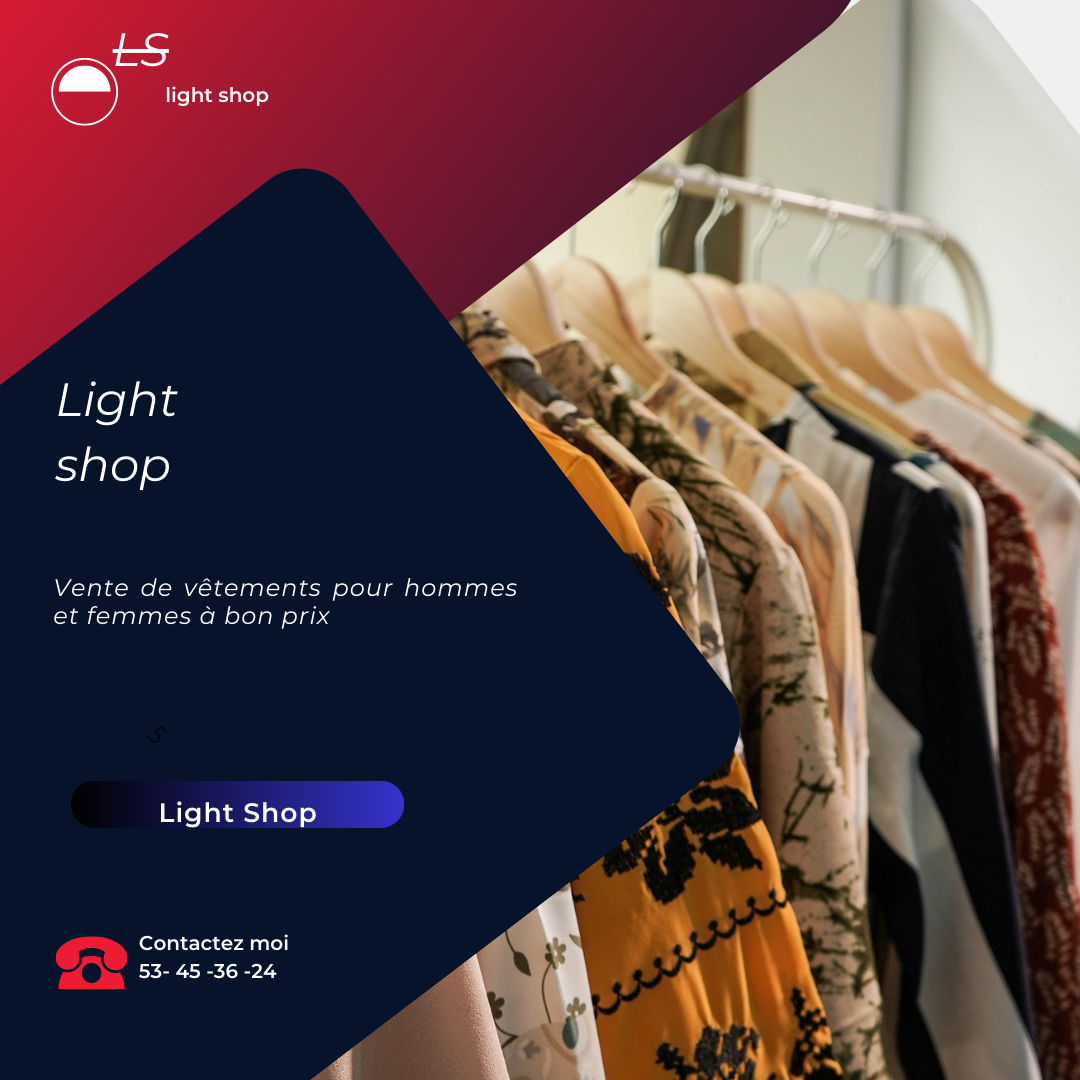 LS
light shop
Light
shop
Vente de vêtements pour hommes
et femmes à bon prix
5
Light Shop
Contactez moi
53- 45 -36 -24